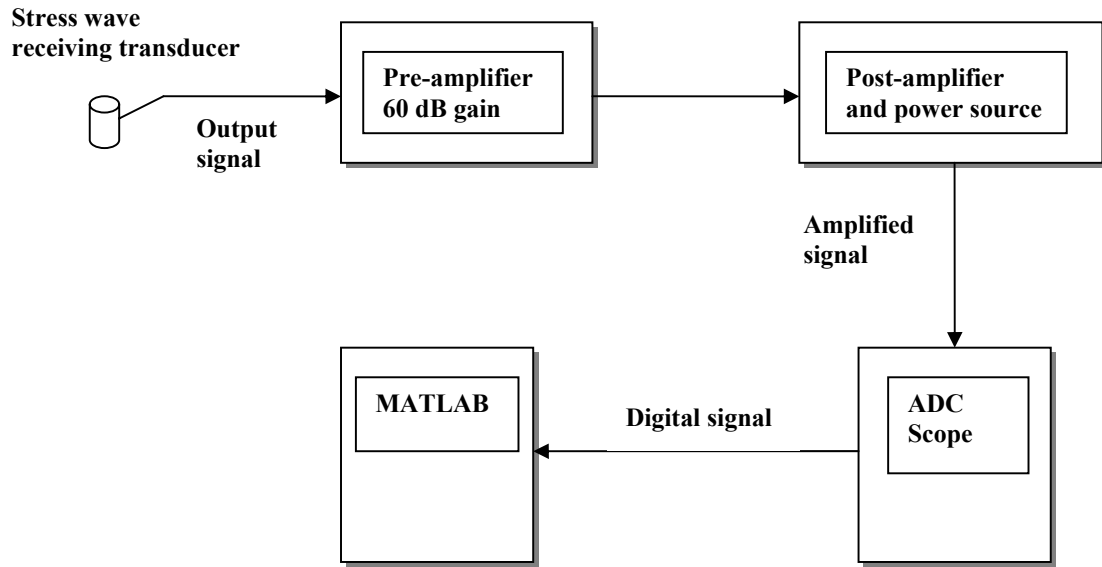 Stress wave
receiving transducer
Output
signal
Pre-amplifier
60 dB gain
Post-amplifier
and power source
Amplified
signal
ADC
Scope
Digital signal
MATLAB